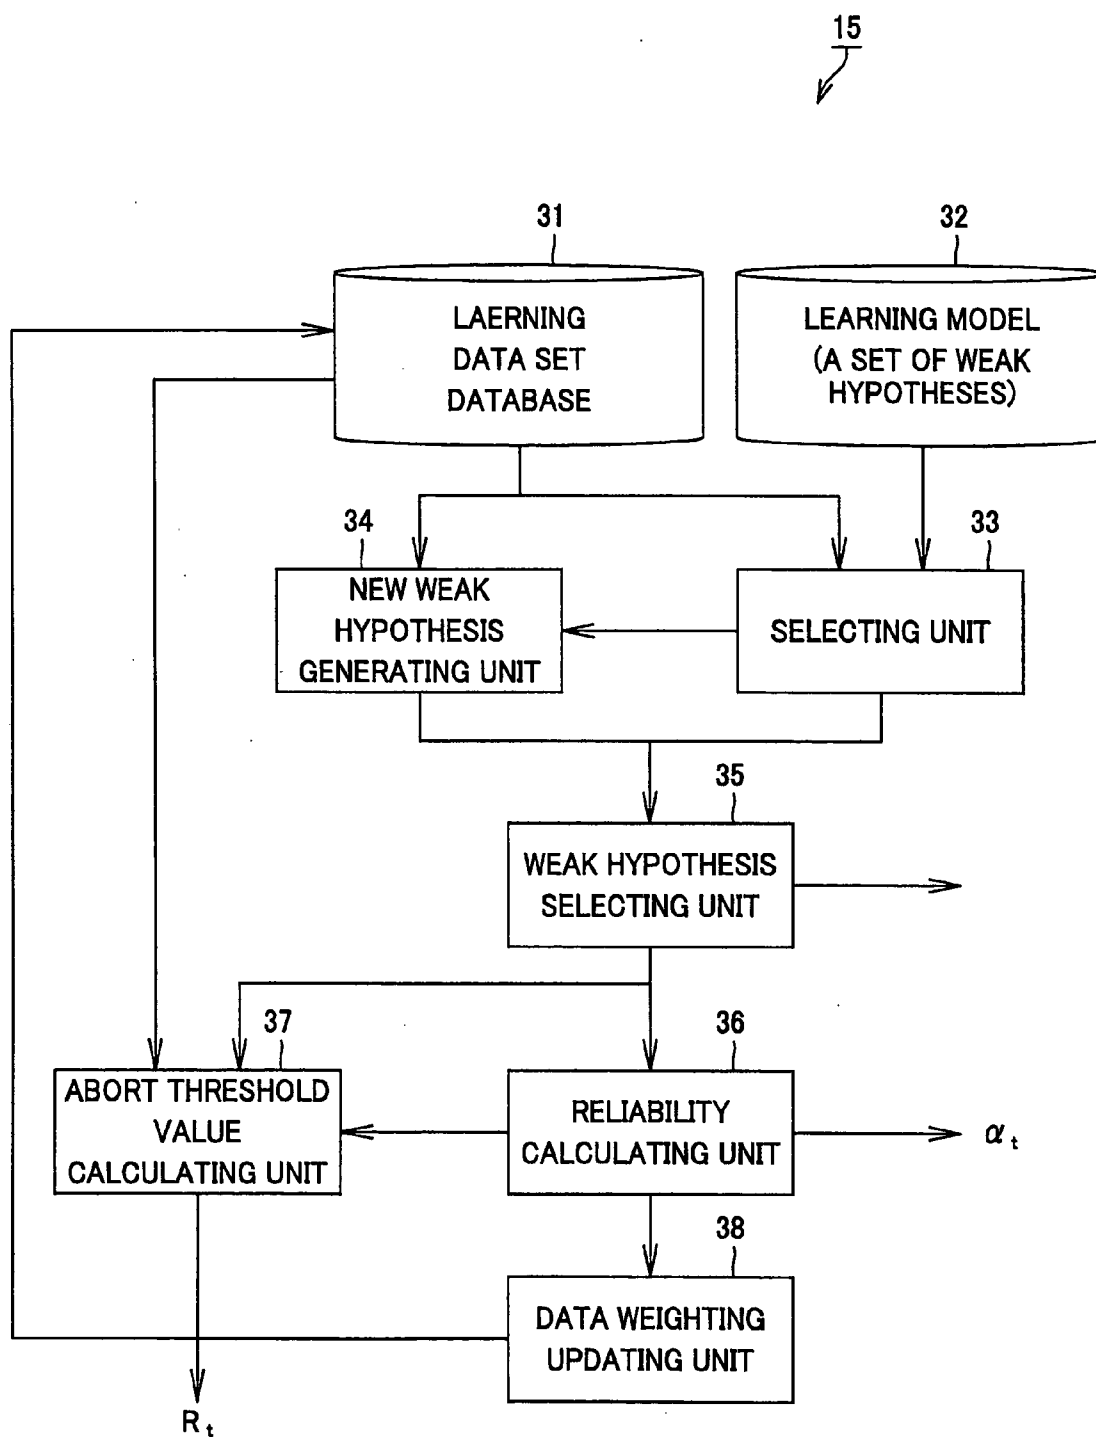 15
31
32
LAERNING
DATA SET
DATABASE
LEARNING MODEL
(A SET OF WEAK
HYPOTHESES)
34
33
NEW WEAK
HYPOTHESIS
GENERATING UNIT
SELECTING UNIT
35
WEAK HYPOTHESIS
SELECTING UNIT
37
36
ABORT THRESHOLD
VALUE
CALCULATING UNIT
RELIABILITY
CALCULATING UNIT
α t
38
DATA WEIGHTING
UPDATING UNIT
R t